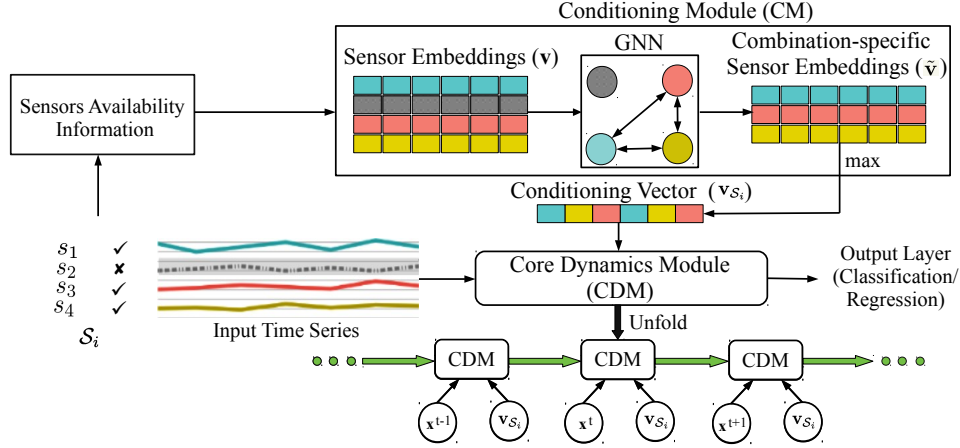 Conditioning Module (CM)
Sensors Availability
Information
Sensor Embeddings (v)
GNN
Combination-specific
Sensor Embeddings (ṽ)
max
Conditioning Vector (v𝒮ᵢ)
s₁ ✓
s₂ ✘
s₃ ✓
s₄ ✓
𝒮ᵢ
Input Time Series
Core Dynamics Module
(CDM)
Output Layer
(Classification/
Regression)
Unfold
CDM CDM CDM
xᵗ⁻¹ v𝒮ᵢ xᵗ v𝒮ᵢ xᵗ⁺¹ v𝒮ᵢ